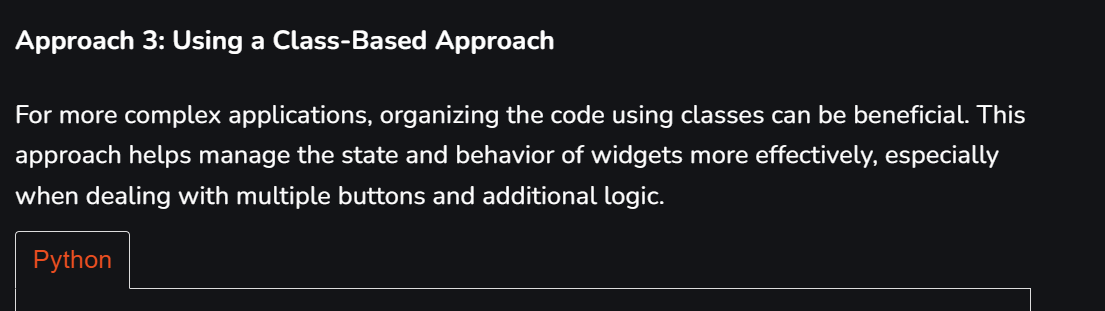 Approach 3: Using a Class-Based Approach
For more complex applications, organizing the code using classes can be beneficial. This
approach helps manage the state and behavior of widgets more effectively, especially
when dealing with multiple buttons and additional logic.
Python